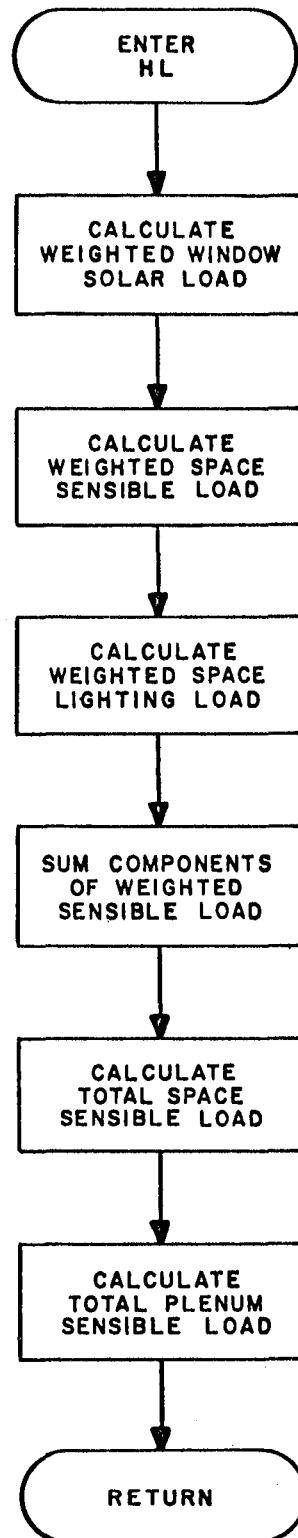 ENTER
HL
CALCULATE
WEIGHTED WINDOW
SOLAR LOAD
CALCULATE
WEIGHTED SPACE
SENSIBLE LOAD
CALCULATE
WEIGHTED SPACE
LIGHTING LOAD
SUM COMPONENTS
OF WEIGHTED
SENSIBLE LOAD
CALCULATE
TOTAL SPACE
SENSIBLE LOAD
CALCULATE
TOTAL PLENUM
SENSIBLE LOAD
RETURN